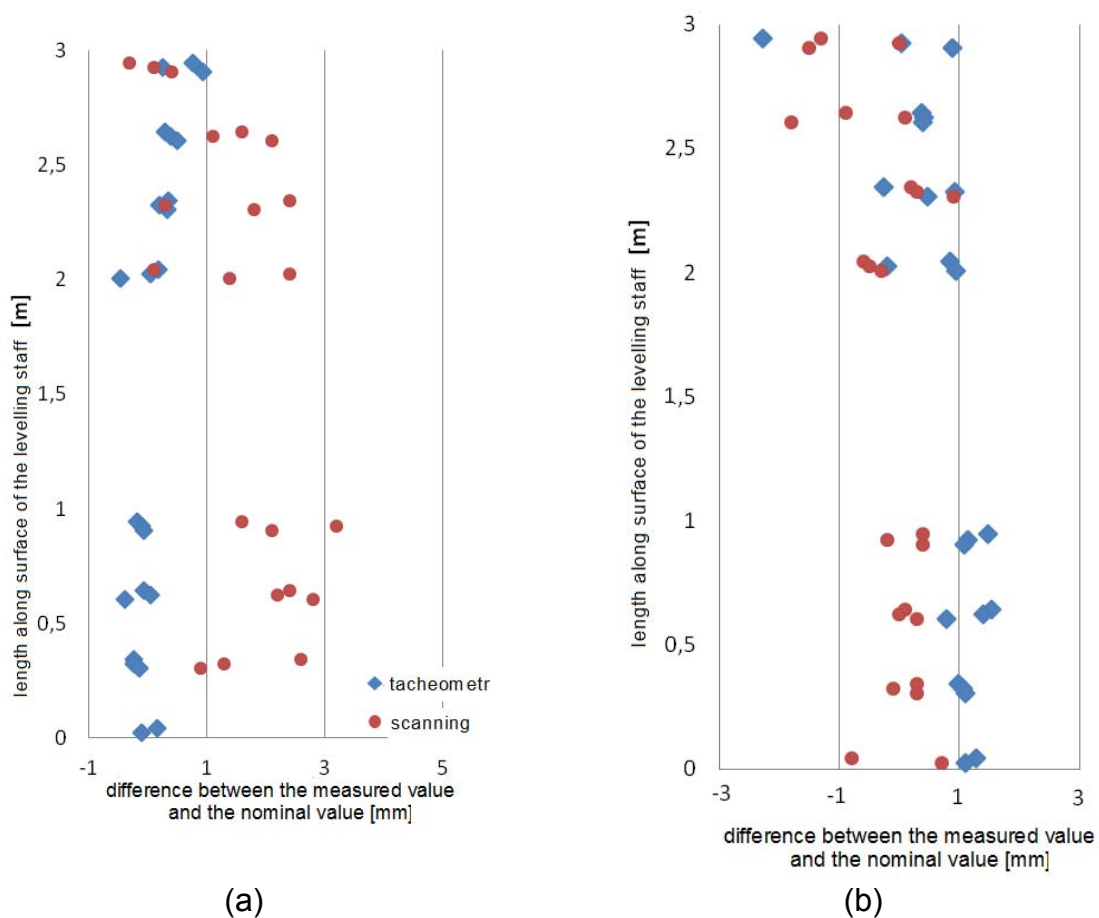 3
2,5
2
1,5
1
0,5
0
-1
1
3
5
length along surface of the levelling staff [m]
tacheometr
scanning
difference between the measured value
and the nominal value [mm]
(a)
3
2,5
2
1,5
1
0,5
0
-3
-1
1
3
length along surface of the levelling staff [m]
difference between the measured value
and the nominal value [mm]
(b)